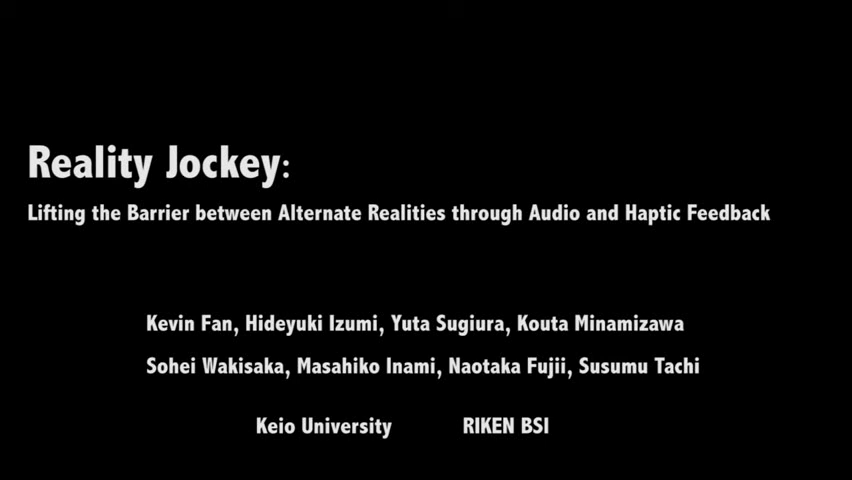 Reality Jockey:
Lifting the Barrier between Alternate Realities through Audio and Haptic Feedback
Kevin Fan, Hideyuki Izumi, Yuta Sugiura, Kouta Minamizawa
Sohei Wakisaka, Masahiko Inami, Naotaka Fujii, Susumu Tachi
Keio University RIKEN BSI